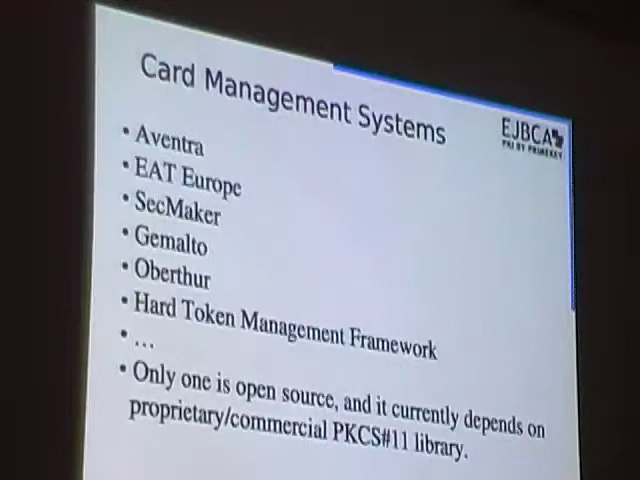 Card Management Systems
EJBCA
PKI BY PRIMEKEY
• Aventra
• EAT Europe
• SecMaker
• Gemalto
• Oberthur
• Hard Token Management Framework
• ...
• Only one is open source, and it currently depends on
proprietary/commercial PKCS#11 library.